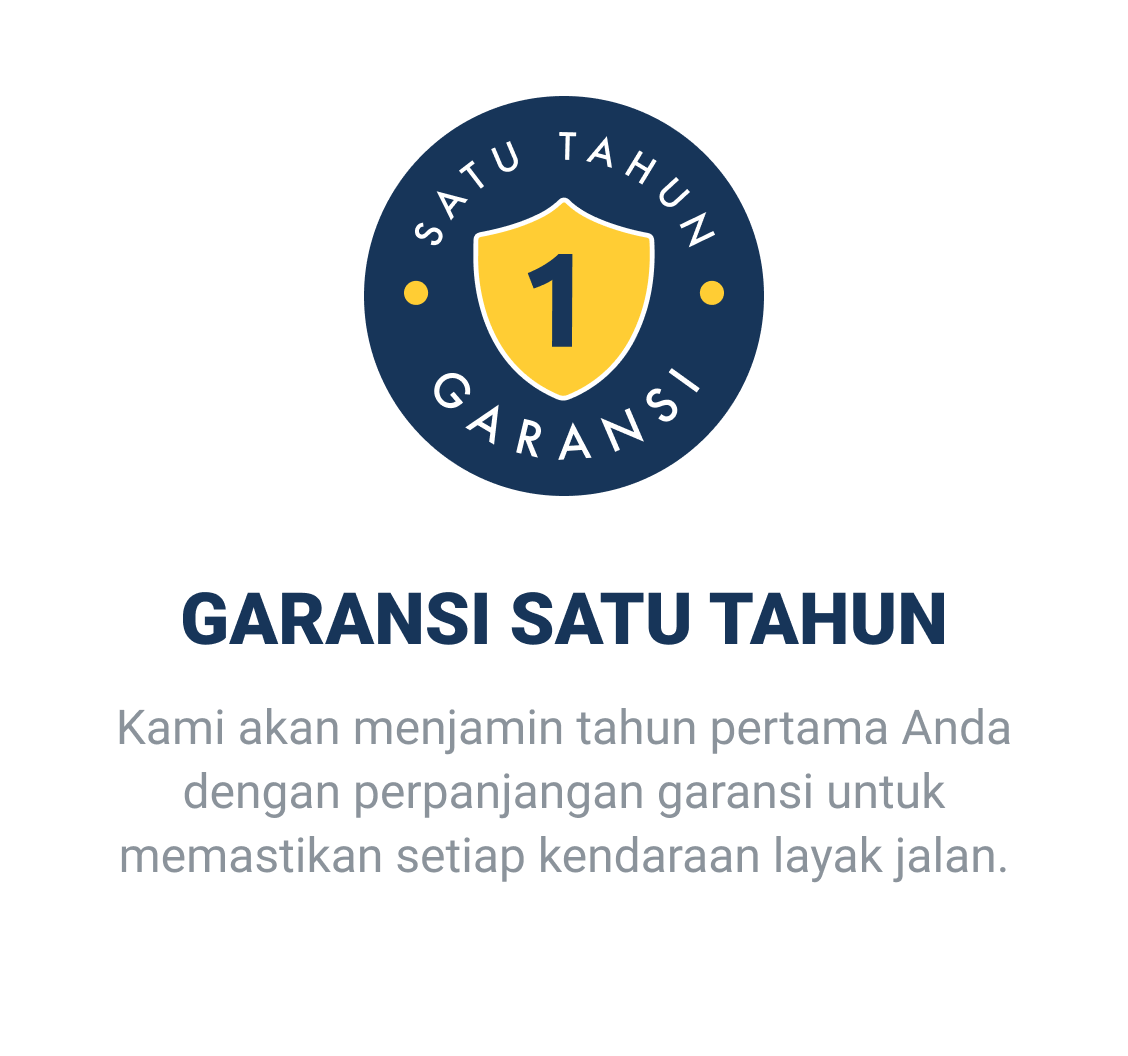 SATU TAHUN
1
GARANSI
GARANSI SATU TAHUN
Kami akan menjamin tahun pertama Anda
dengan perpanjangan garansi untuk
memastikan setiap kendaraan layak jalan.